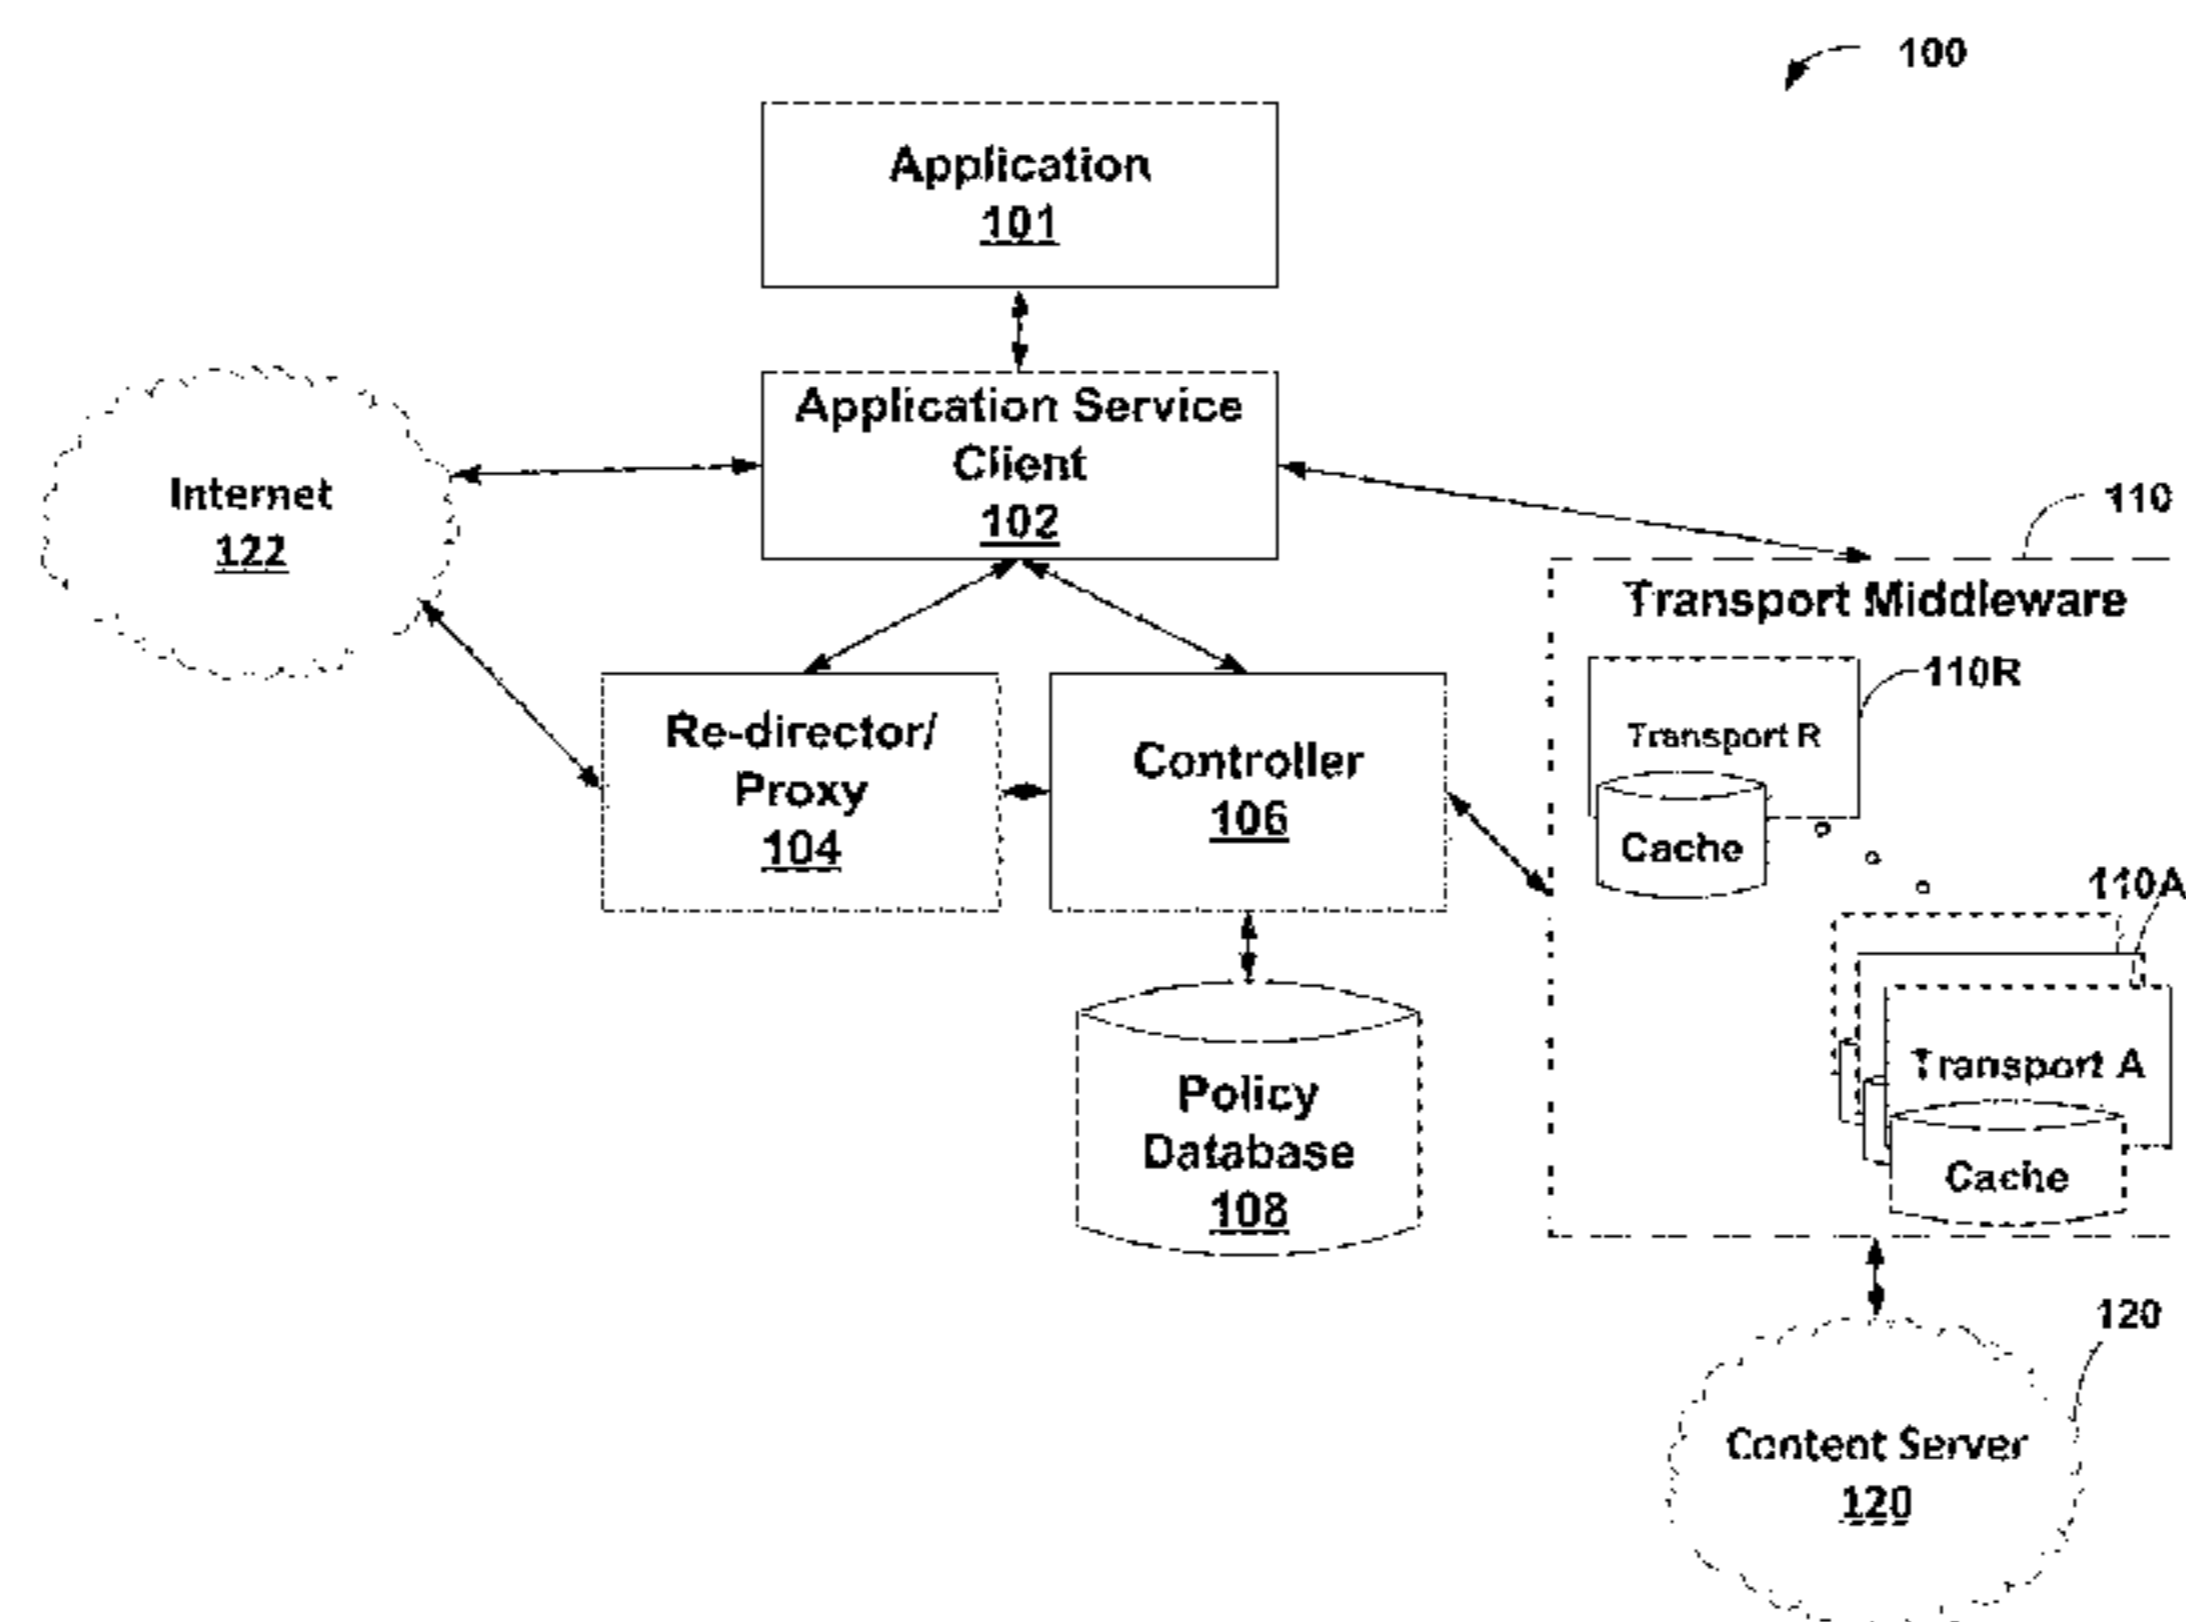 100
Application
101
Application Service
Client
102
Internet
122
110
Transport Middleware
110R
Transport R
Cache
Re-director/
Proxy
104
Controller
106
110A
Transport A
Cache
Policy
Database
108
120
Content Server
120